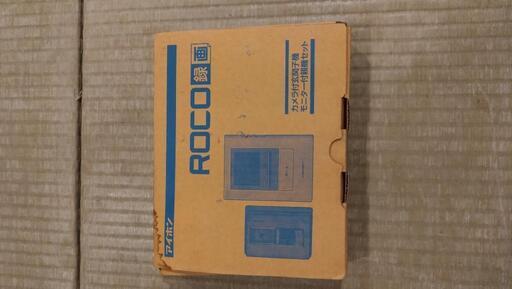 アイホン
ROCO録画
カメラ付玄関子機
モニター付親機セット